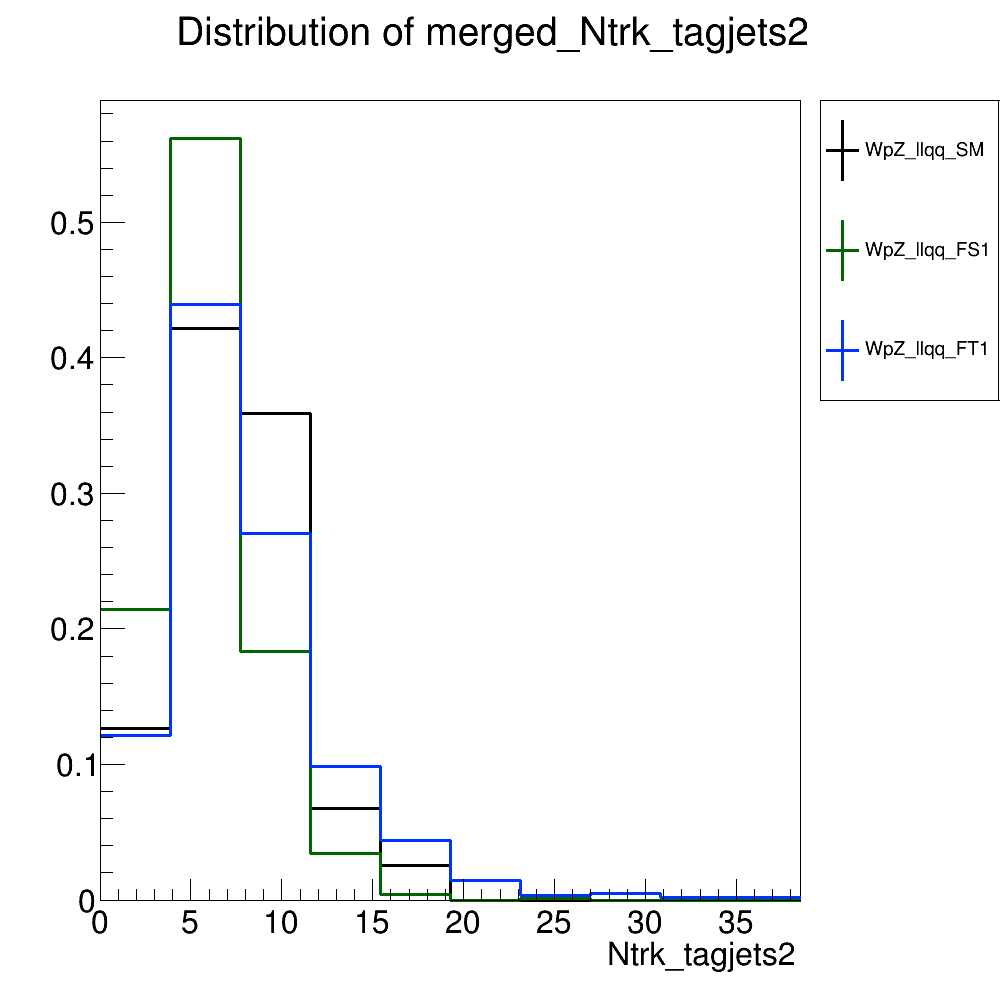 Distribution of merged_Ntrk_tagjets2
WpZ_llqq_SM
WpZ_llqq_FS1
WpZ_llqq_FT1
0.5
0.4
0.3
0.2
0.1
0
0 5 10 15 20 25 30 35
Ntrk_tagjets2